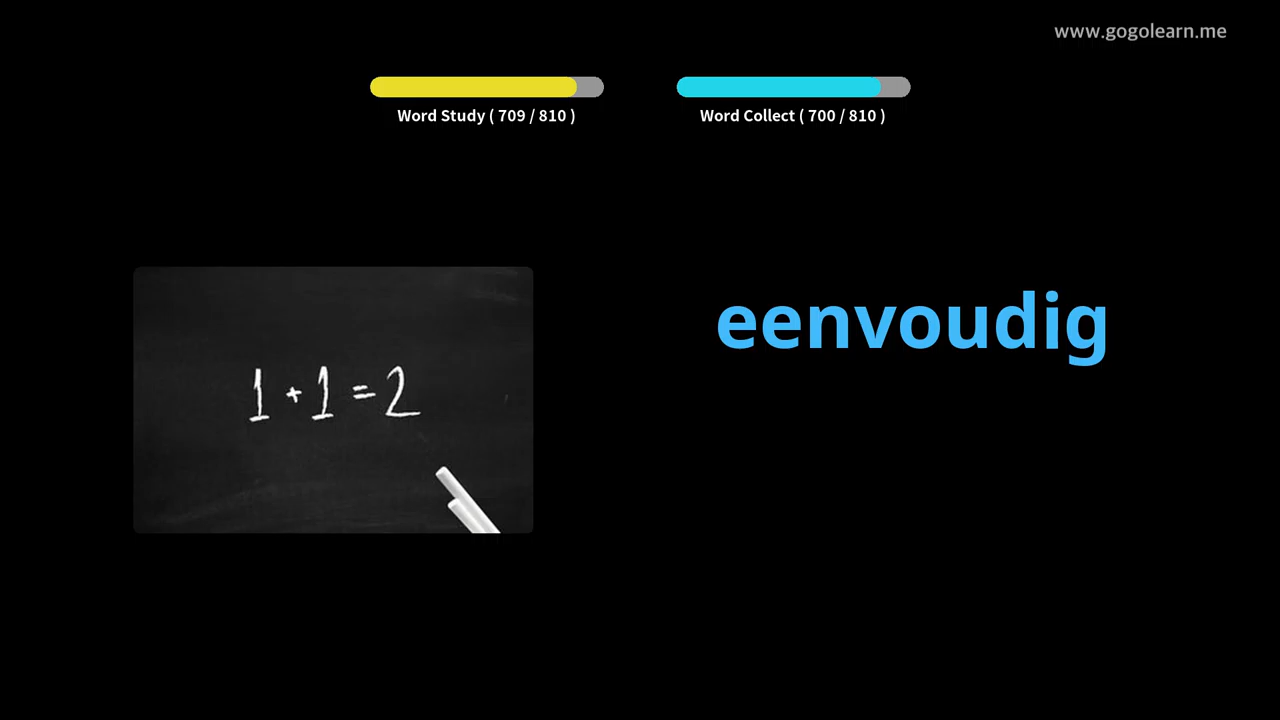 www.gogolearn.me
Word Study ( 709 / 810 )
Word Collect ( 700 / 810 )
eenvoudig
1 + 1 = 2